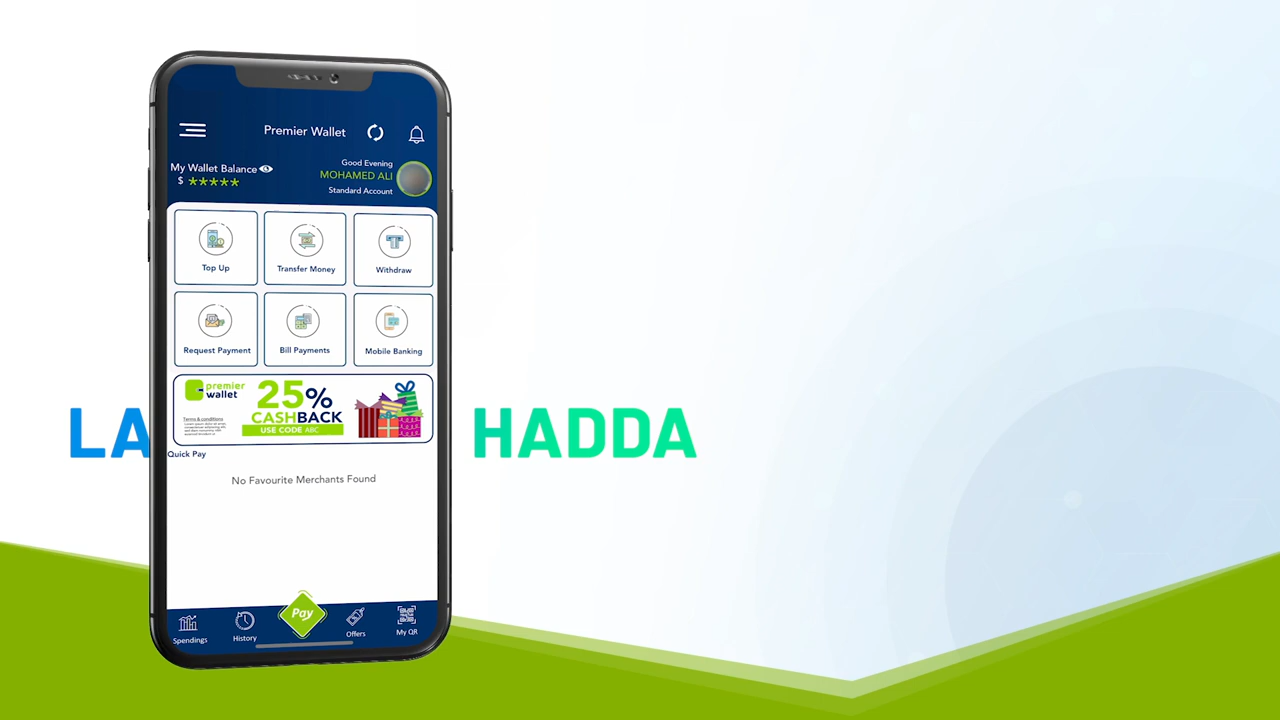 Premier Wallet
My Wallet Balance
$ *****
Good Evening
MOHAMED ALI
Standard Account
Top Up
Transfer Money
Withdraw
Request Payment
Bill Payments
Mobile Banking
premier
wallet
Terms & conditions
25%
CASHBACK
USE CODE ABC
LA
HADDA
Quick Pay
No Favourite Merchants Found
Spendings
History
Pay
Offers
My QR